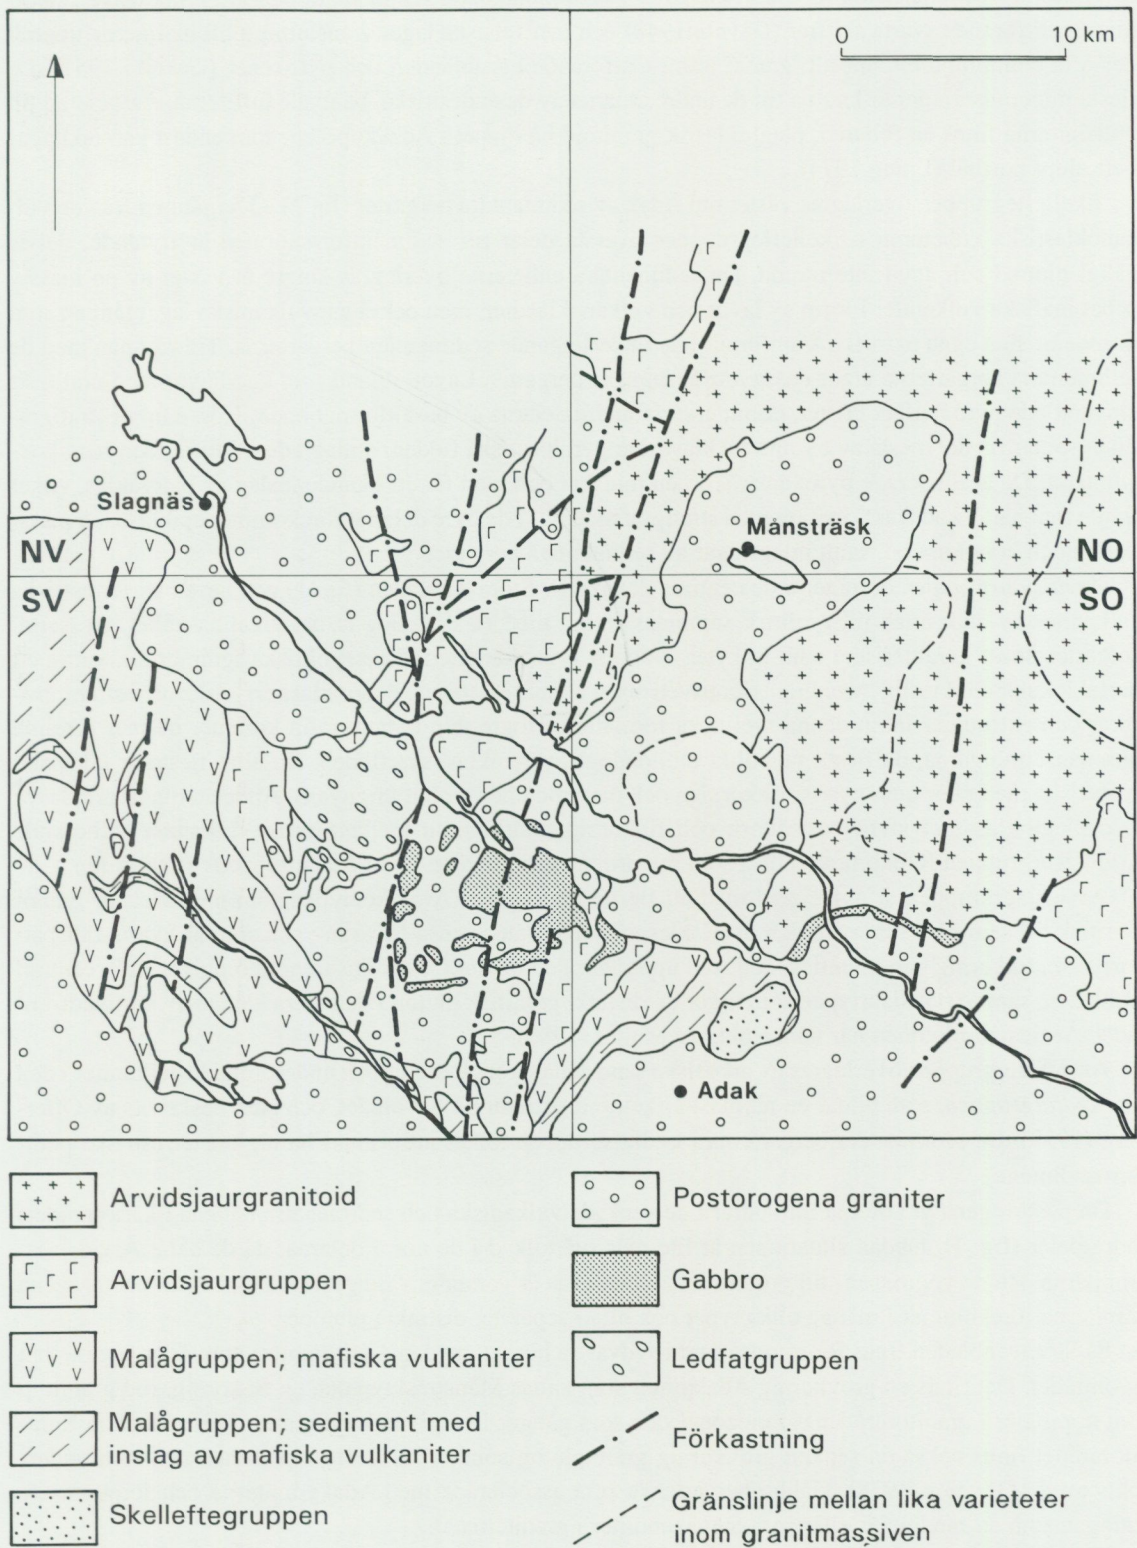 0 10 km
Slagnäs
Månsträsk
NV
NO
SV
SO
Adak
Arvidsjaurgranitoid
Arvidsjaurgruppen
Malågruppen; mafiska vulkaniter
Malågruppen; sediment med
inslag av mafiska vulkaniter
Skelleftegruppen
Postorogena graniter
Gabbro
Ledfatgruppen
Förkastning
Gränslinje mellan lika varieteter
inom granitmassiven